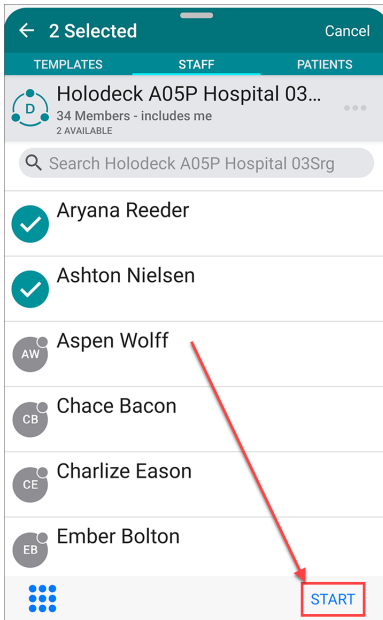 2 Selected Cancel
TEMPLATES STAFF PATIENTS
D
Holodeck A05P Hospital 03...
34 Members - includes me
2 AVAILABLE
Search Holodeck A05P Hospital 03Srg
Aryana Reeder
Ashton Nielsen
AW Aspen Wolff
CB Chace Bacon
CE Charlize Eason
EB Ember Bolton
START